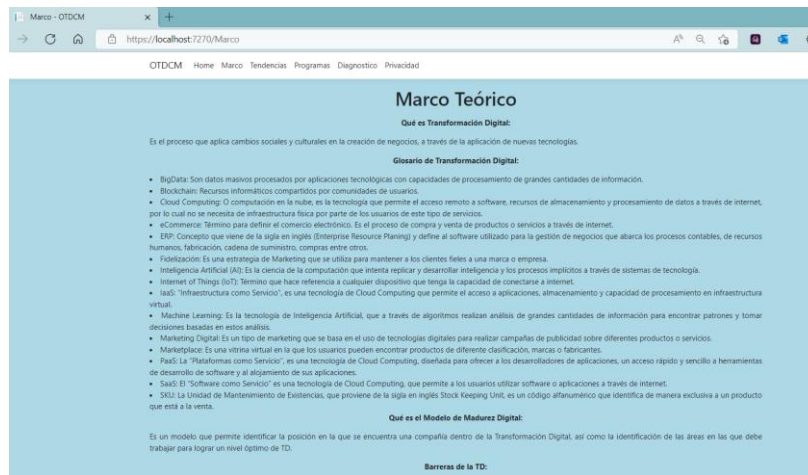 Marco - OTDCM
https://localhost:7270/Marco
OTDCM Home Marco Tendencias Programas Diagnostico Privacidad
Marco Teórico
Qué es Transformación Digital:
Es el proceso que aplica cambios sociales y culturales en la creación de negocios, a través de la aplicación de nuevas tecnologías.
Glosario de Transformación Digital:
• BigData: Son datos masivos procesados por aplicaciones tecnológicas con capacidades de procesamiento de grandes cantidades de información.
• Blockchain: Recursos informáticos compartidos por comunidades de usuarios.
• Cloud Computing: O computación en la nube, es la tecnología que permite el acceso remoto a software, recursos de almacenamiento y procesamiento de datos a través de internet,
por lo cual no se necesita de infraestructura física por parte de los usuarios de este tipo de servicios.
• eCommerce: Término para definir el comercio electrónico. Es el proceso de compra y venta de productos o servicios a través de internet.
• ERP: Concepto que viene de la sigla en inglés (Enterprise Resource Planing) y define al software utilizado para la gestión de negocios que abarca los procesos contables, de recursos
humanos, fabricación, cadena de suministro, compras entre otros.
• Fidelización: Es una estrategia de Marketing que se utiliza para mantener a los clientes fieles a una marca o empresa.
• Inteligencia Artificial (AI): Es la ciencia de la computación que intenta replicar y desarrollar inteligencia y los procesos implícitos a través de sistemas de tecnología.
• Internet of Things (IoT): Término que hace referencia a cualquier dispositivo que tenga la capacidad de conectarse a internet.
• IaaS: "Infraestructura como Servicio", es una tecnología de Cloud Computing que permite el acceso a aplicaciones, almacenamiento y capacidad de procesamiento en infraestructura
virtual.
• Machine Learning: Es la tecnología de Inteligencia Artificial, que a través de algoritmos realizan análisis de grandes cantidades de información para encontrar patrones y tomar
decisiones basadas en estos análisis.
• Marketing Digital: Es un tipo de marketing que se basa en el uso de tecnologías digitales para realizar campañas de publicidad sobre diferentes productos o servicios.
• Marketplace: Es una vitrina virtual en la que los usuarios pueden encontrar productos de diferente clasificación, marcas o fabricantes.
• PaaS: La "Plataformas como Servicio", es una tecnología de Cloud Computing, diseñada para ofrecer a los desarrolladores de aplicaciones, un acceso rápido y sencillo a herramientas
de desarrollo de software y al alojamiento de sus aplicaciones.
• SaaS: El "Software como Servicio" es una tecnología de Cloud Computing, que permite a los usuarios utilizar software o aplicaciones a través de internet.
• SKU: La Unidad de Mantenimiento de Existencias, que proviene de la sigla en inglés Stock Keeping Unit, es un código alfanumérico que identifica de manera exclusiva a un producto
que está a la venta.
Qué es el Modelo de Madurez Digital:
Es un modelo que permite identificar la posición en la que se encuentra una compañía dentro de la Transformación Digital, así como la identificación de las áreas en las que debe
trabajar para lograr un nivel óptimo de TD.
Barreras de la TD: